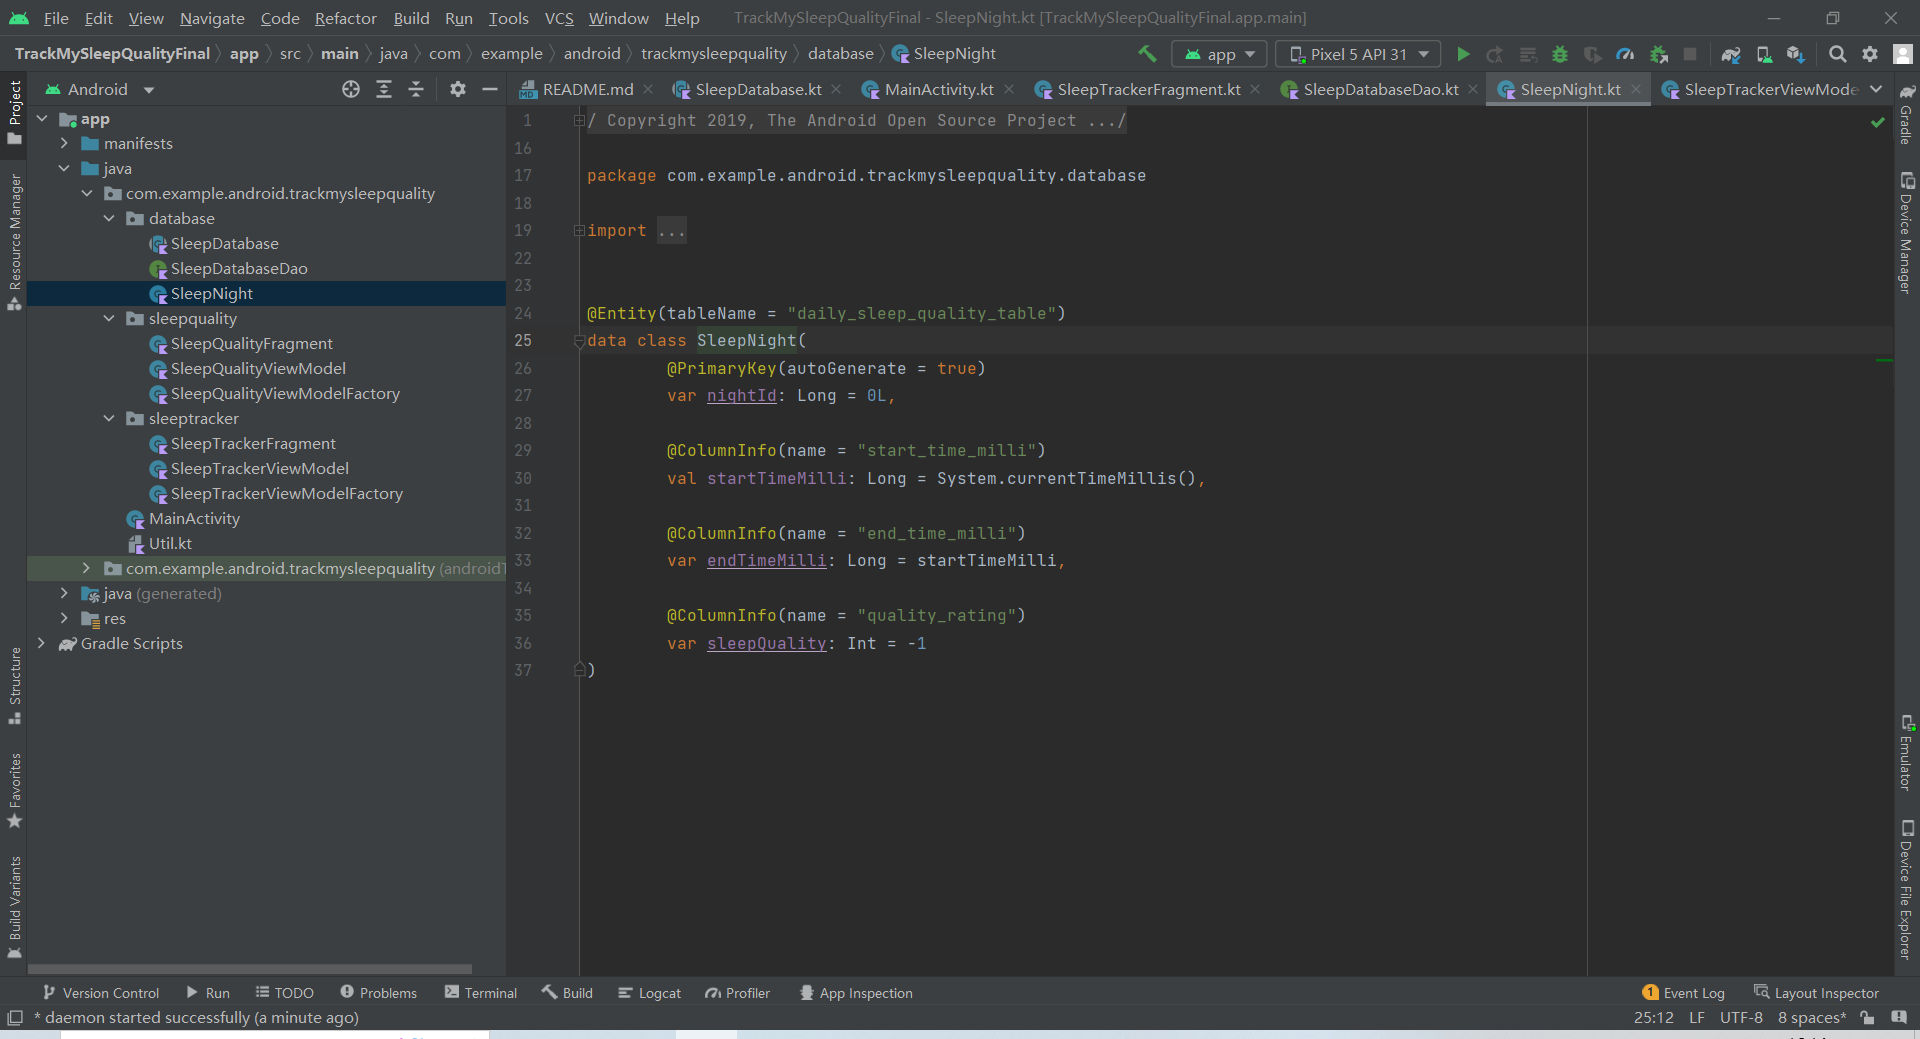 File Edit View Navigate Code Refactor Build Run Tools VCS Window Help TrackMySleepQualityFinal - SleepNight.kt [TrackMySleepQualityFinal.app.main]
TrackMySleepQualityFinal app src main java com example android trackmysleepquality database SleepNight app Pixel 5 API 31
Android
README.md SleepDatabase.kt MainActivity.kt SleepTrackerFragment.kt SleepDatabaseDao.kt SleepNight.kt SleepTrackerViewMode
Project
Resource Manager
Structure
Favorites
Build Variants
app
manifests
java
com.example.android.trackmysleepquality
database
SleepDatabase
SleepDatabaseDao
SleepNight
sleepquality
SleepQualityFragment
SleepQualityViewModel
SleepQualityViewModelFactory
sleeptracker
SleepTrackerFragment
SleepTrackerViewModel
SleepTrackerViewModelFactory
MainActivity
Util.kt
com.example.android.trackmysleepquality (androidT
java (generated)
res
Gradle Scripts
1 / Copyright 2019, The Android Open Source Project .../
16
17 package com.example.android.trackmysleepquality.database
18
19 import ...
22
23
24 @Entity(tableName = "daily_sleep_quality_table")
25 data class SleepNight(
26 @PrimaryKey(autoGenerate = true)
27 var nightId: Long = 0L,
28
29 @ColumnInfo(name = "start_time_milli")
30 val startTimeMilli: Long = System.currentTimeMillis(),
31
32 @ColumnInfo(name = "end_time_milli")
33 var endTimeMilli: Long = startTimeMilli,
34
35 @ColumnInfo(name = "quality_rating")
36 var sleepQuality: Int = -1
37 )
Gradle
Device Manager
Emulator
Device File Explorer
Version Control Run TODO Problems Terminal Build Logcat Profiler App Inspection 1 Event Log Layout Inspector
* daemon started successfully (a minute ago) 25:12 LF UTF-8 8 spaces*